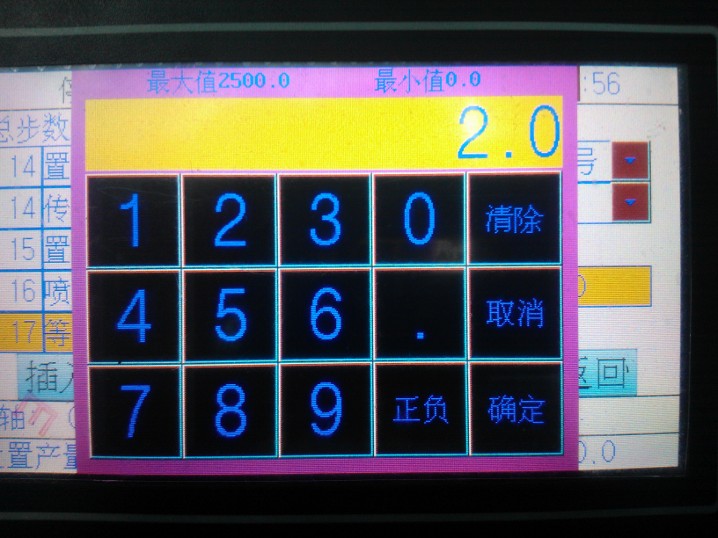 最大值2500.0 最小值0.0
:56
2.0
总步数
14 置 号
14 传
15 置
16 喷
17 等
1 2 3 0 清除
4 5 6 . 取消
7 8 9 正负 确定
插入 返回
轴
置产量 0.0